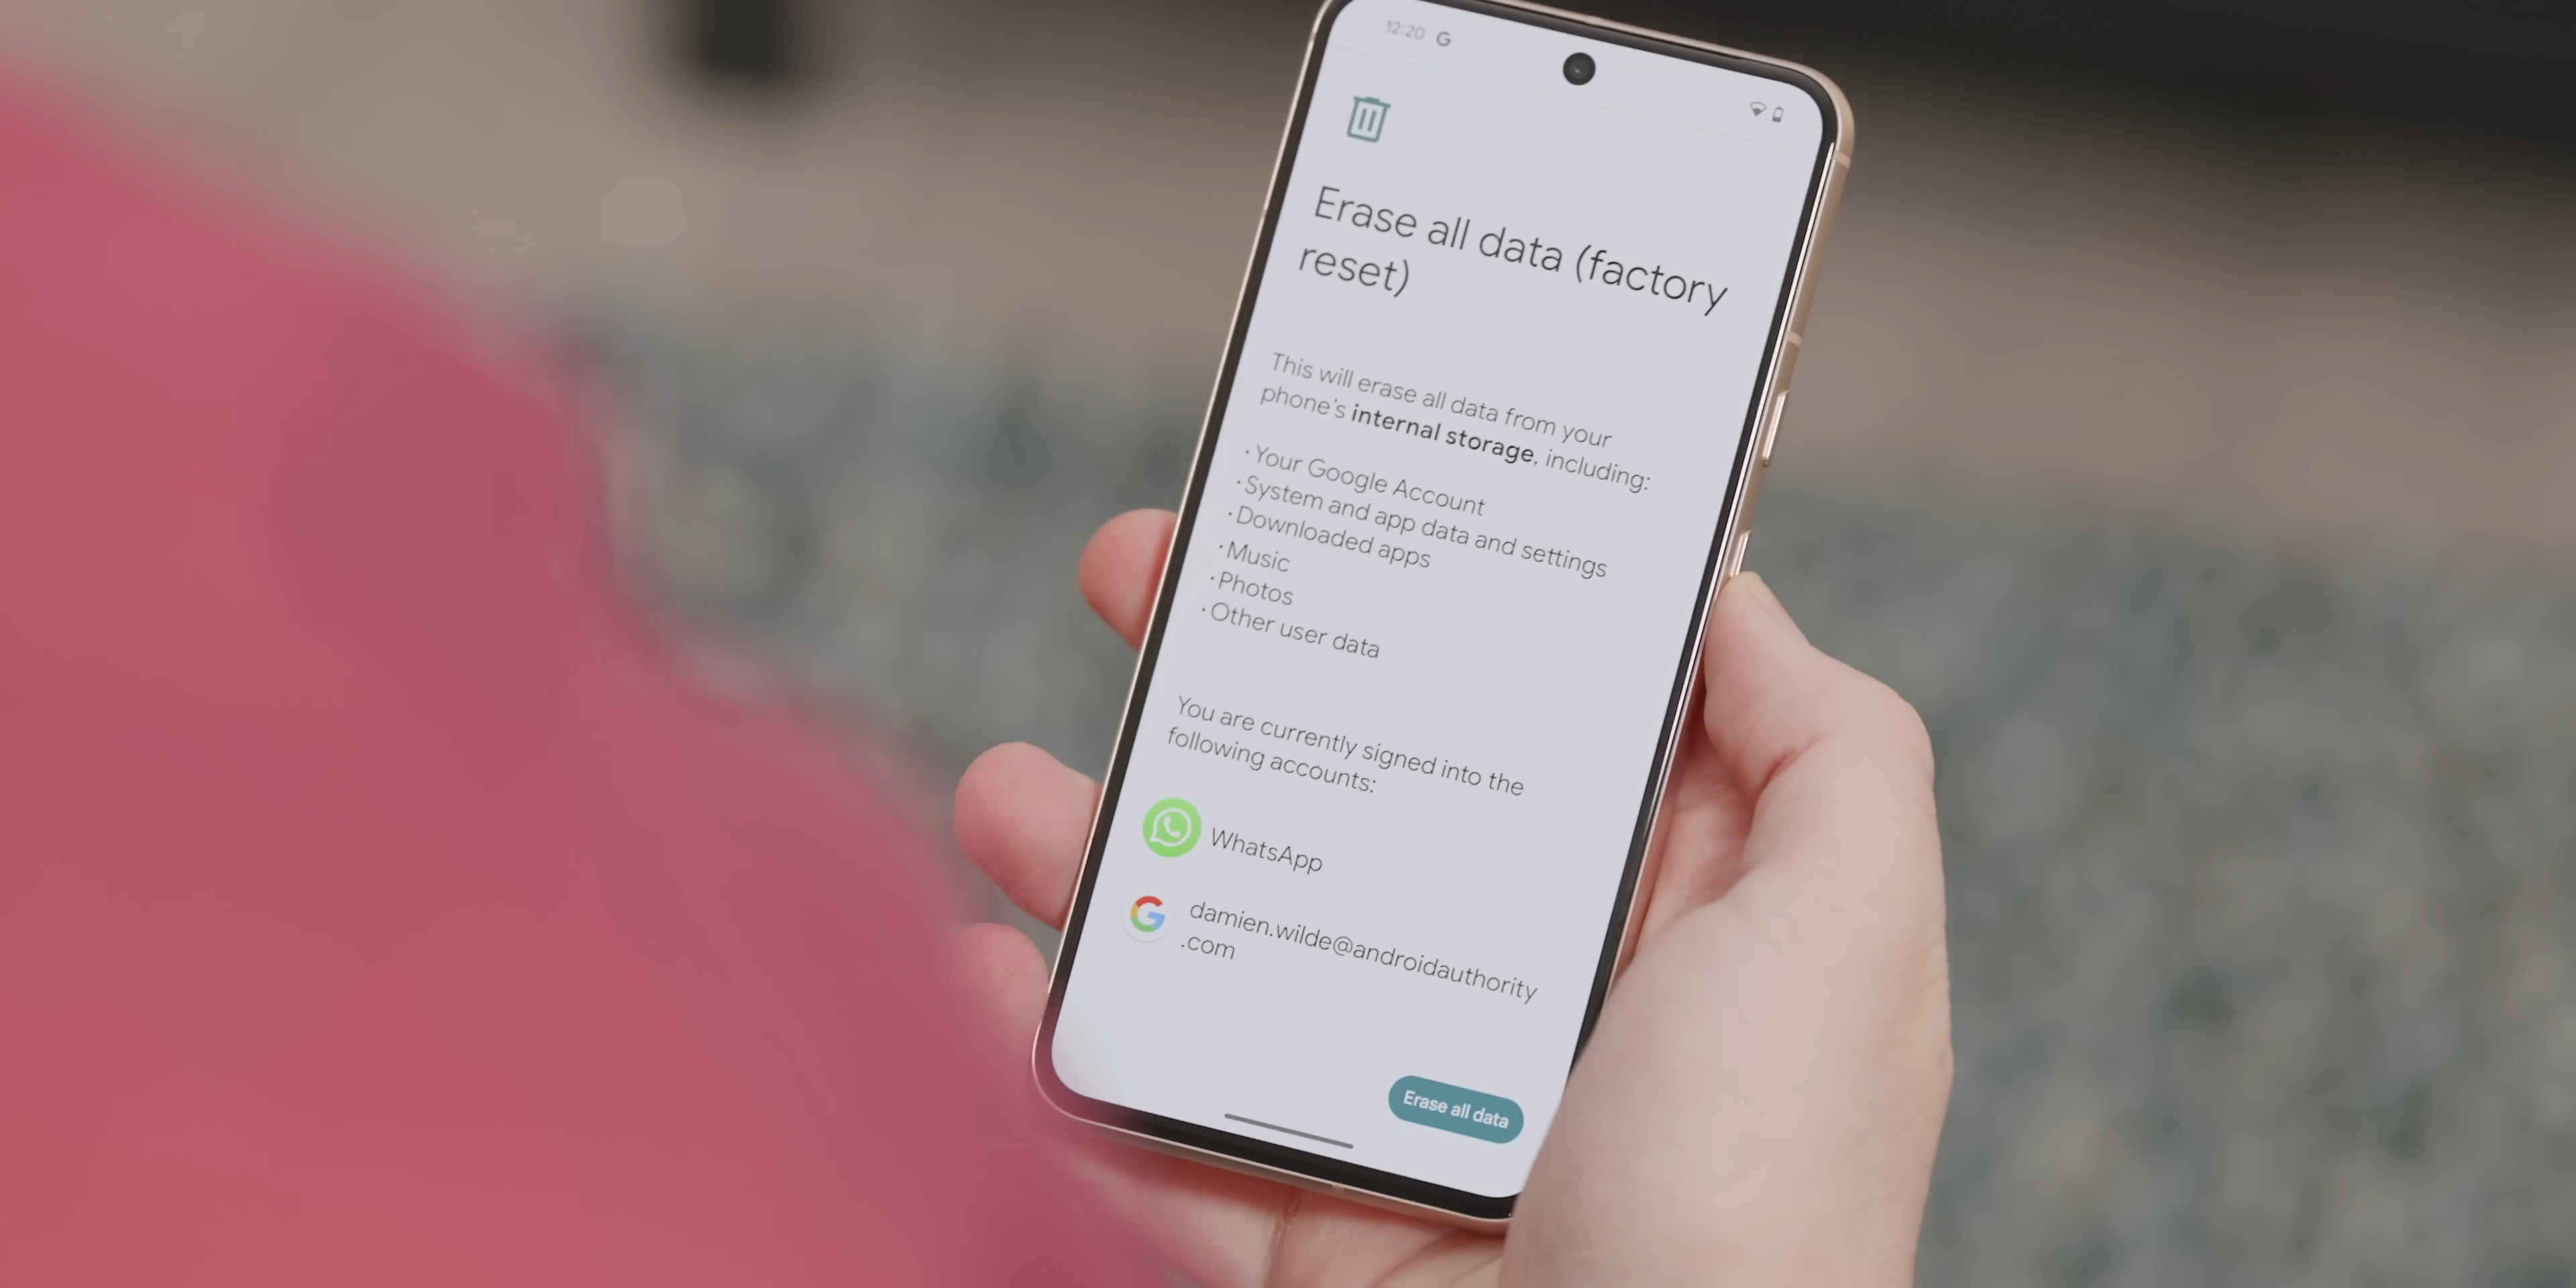 12:20 G
Erase all data (factory
reset)
This will erase all data from your
phone's internal storage, including:
· Your Google Account
· System and app data and settings
· Downloaded apps
· Music
· Photos
· Other user data
You are currently signed into the
following accounts:
WhatsApp
G damien.wilde@androidauthority
.com
Erase all data